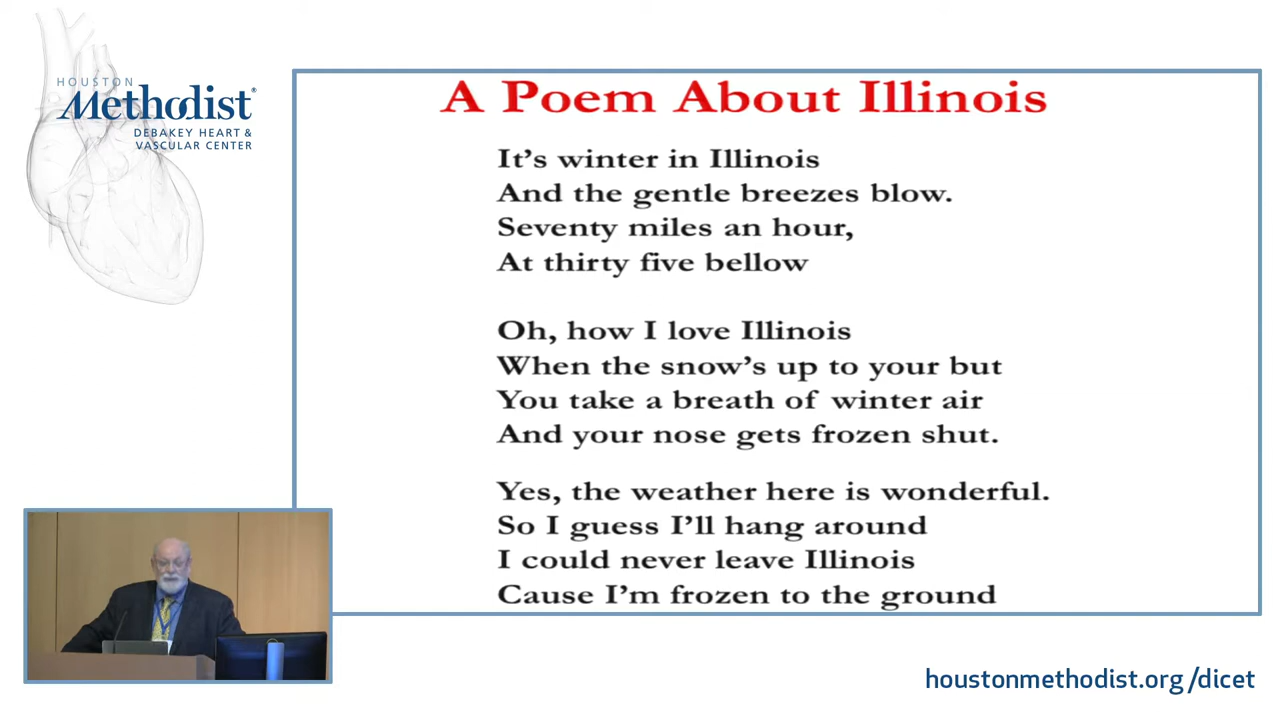 HOUSTON
Methodist®
DEBAKEY HEART &
VASCULAR CENTER
A Poem About Illinois
It’s winter in Illinois
And the gentle breezes blow.
Seventy miles an hour,
At thirty five bellow
Oh, how I love Illinois
When the snow’s up to your but
You take a breath of winter air
And your nose gets frozen shut.
Yes, the weather here is wonderful.
So I guess I’ll hang around
I could never leave Illinois
Cause I’m frozen to the ground
houstonmethodist.org/dicet